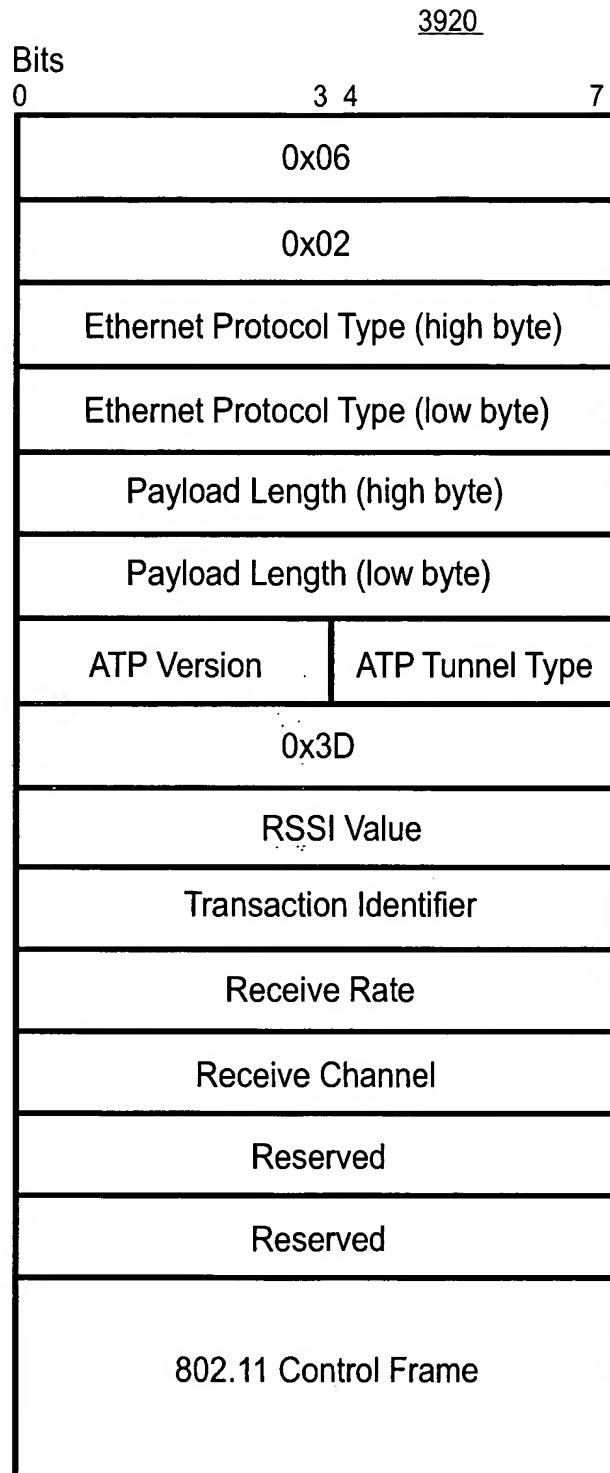 3920
Bits
0 3 4 7
0x06
0x02
Ethernet Protocol Type (high byte)
Ethernet Protocol Type (low byte)
Payload Length (high byte)
Payload Length (low byte)
ATP Version ATP Tunnel Type
0x3D
RSSI Value
Transaction Identifier
Receive Rate
Receive Channel
Reserved
Reserved
802.11 Control Frame